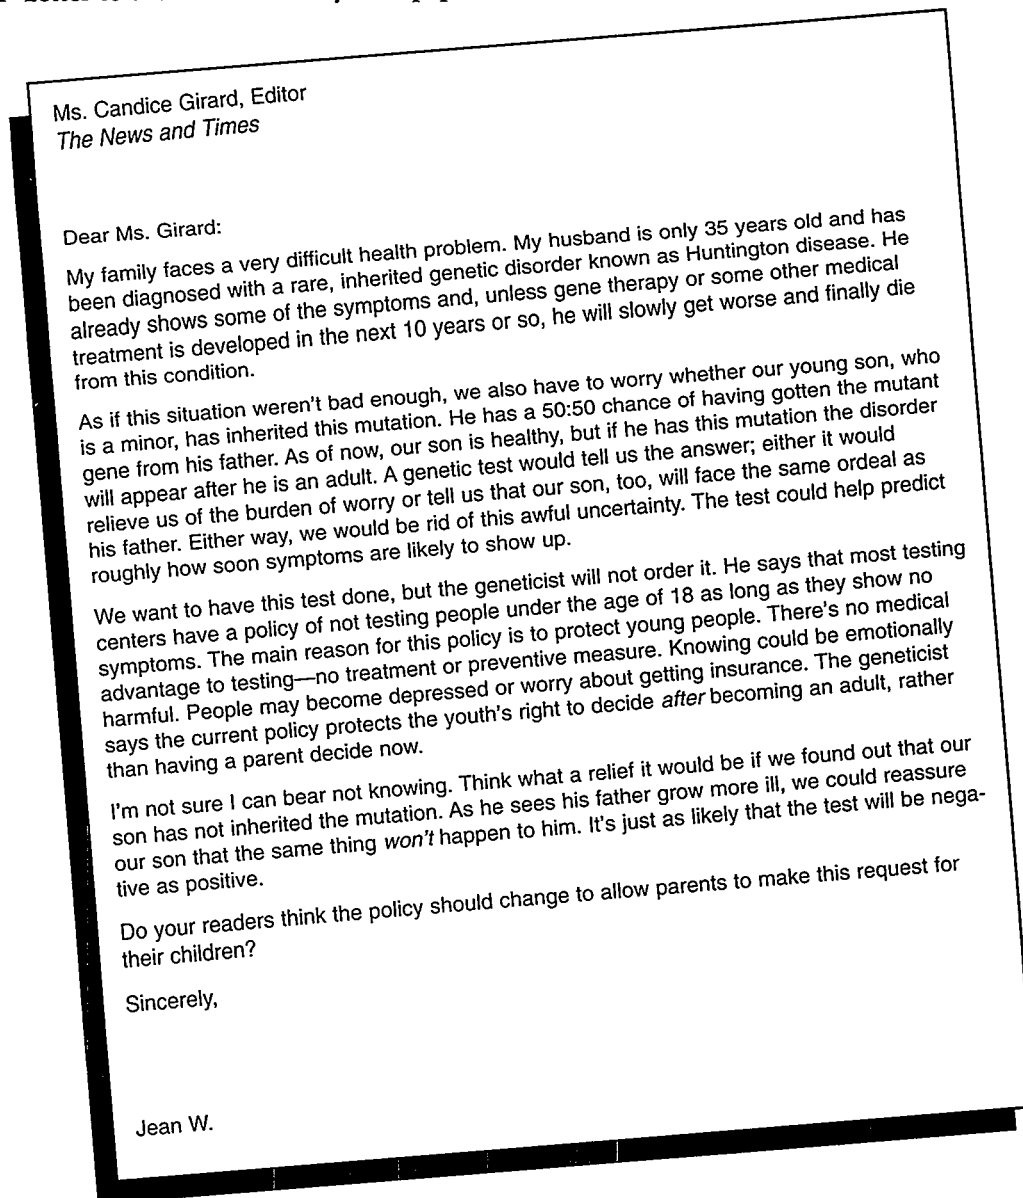 Ms. Candice Girard, Editor
The News and Times
Dear Ms. Girard:
My family faces a very difficult health problem. My husband is only 35 years old and has
been diagnosed with a rare, inherited genetic disorder known as Huntington disease. He
already shows some of the symptoms and, unless gene therapy or some other medical
treatment is developed in the next 10 years or so, he will slowly get worse and finally die
from this condition.
As if this situation weren't bad enough, we also have to worry whether our young son, who
is a minor, has inherited this mutation. He has a 50:50 chance of having gotten the mutant
gene from his father. As of now, our son is healthy, but if he has this mutation the disorder
will appear after he is an adult. A genetic test would tell us the answer; either it would
relieve us of the burden of worry or tell us that our son, too, will face the same ordeal as
his father. Either way, we would be rid of this awful uncertainty. The test could help predict
roughly how soon symptoms are likely to show up.
We want to have this test done, but the geneticist will not order it. He says that most testing
centers have a policy of not testing people under the age of 18 as long as they show no
symptoms. The main reason for this policy is to protect young people. There's no medical
advantage to testing—no treatment or preventive measure. Knowing could be emotionally
harmful. People may become depressed or worry about getting insurance. The geneticist
says the current policy protects the youth's right to decide after becoming an adult, rather
than having a parent decide now.
I'm not sure I can bear not knowing. Think what a relief it would be if we found out that our
son has not inherited the mutation. As he sees his father grow more ill, we could reassure
our son that the same thing won't happen to him. It's just as likely that the test will be nega-
tive as positive.
Do your readers think the policy should change to allow parents to make this request for
their children?
Sincerely,
Jean W.